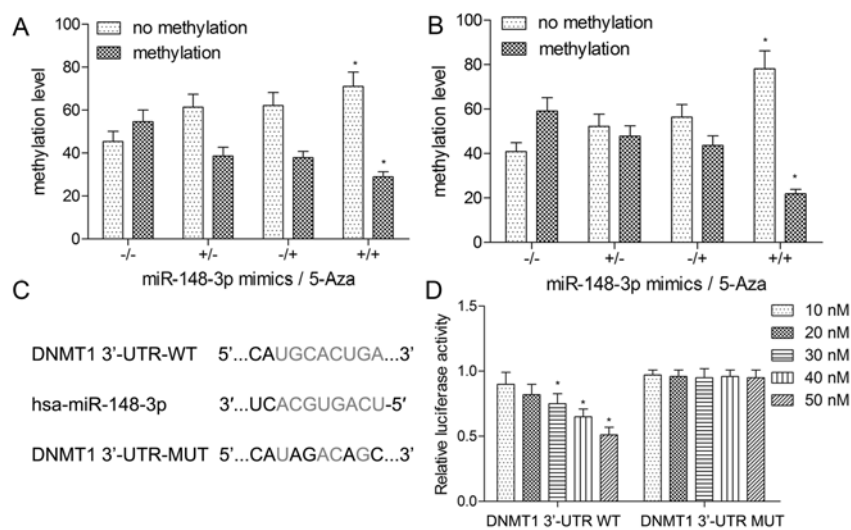 A
no methylation
methylation
methylation level
100
80
60
40
20
0
*
*
-/- +/- -/+ +/+
miR-148-3p mimics / 5-Aza
B
no methylation
methylation
methylation level
100
80
60
40
20
0
*
*
-/- +/- -/+ +/+
miR-148-3p mimics / 5-Aza
C
DNMT1 3'-UTR-WT 5'...CAUGCACUGA...3'
hsa-miR-148-3p 3'...UCACGUGACU-5'
DNMT1 3'-UTR-MUT 5'...CAUAGACAGC...3'
D
Relative luciferase activity
1.5
1.0
0.5
0.0
* * *
10 nM
20 nM
30 nM
40 nM
50 nM
DNMT1 3'-UTR WT DNMT1 3'-UTR MUT